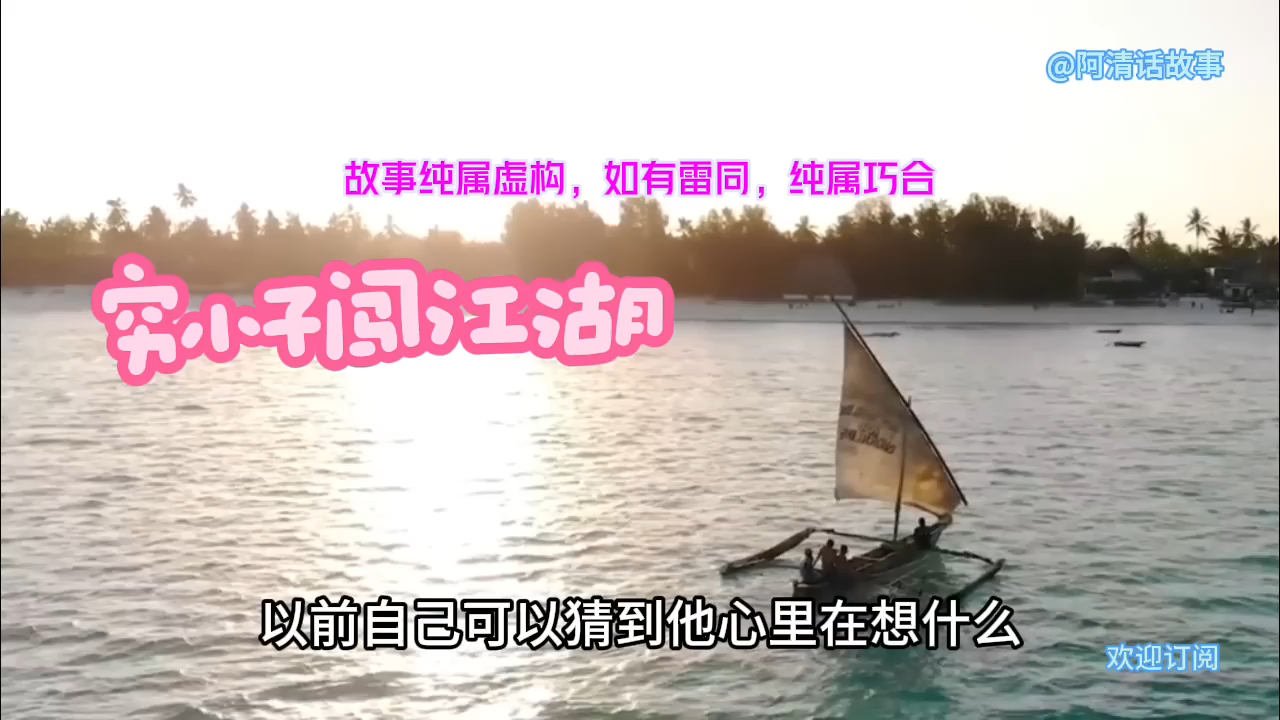 @阿清话故事
故事纯属虚构，如有雷同，纯属巧合
穷小子闯江湖
以前自己可以猜到他心里在想什么
欢迎订阅